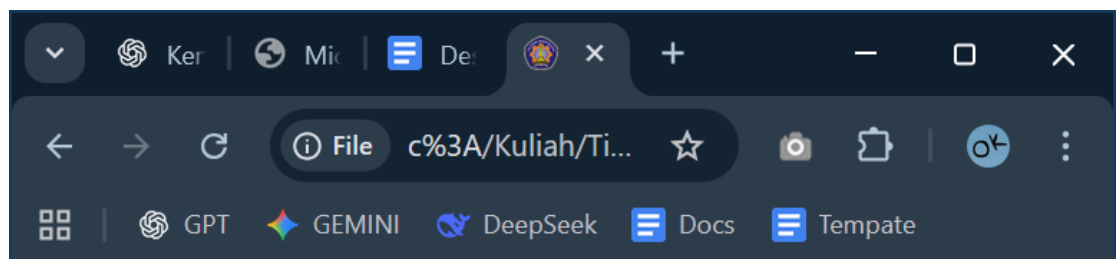 Ker Mic Des
File c%3A/Kuliah/Ti...
GPT GEMINI DeepSeek Docs Tempate